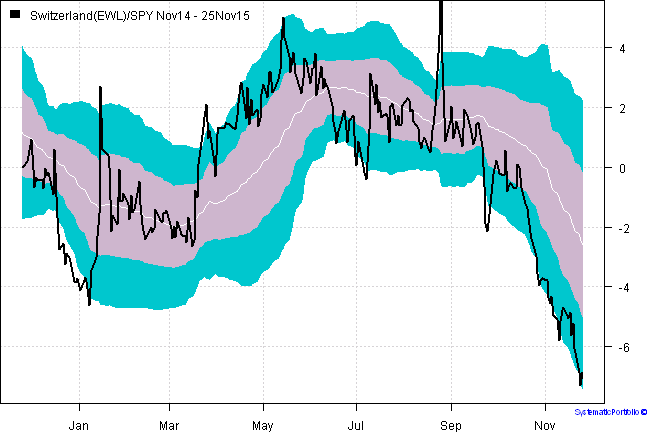 Switzerland(EWL)/SPY Nov14 - 25Nov15
4
2
0
-2
-4
-6
Jan Mar May Jul Sep Nov
SystematicPortfolio ©